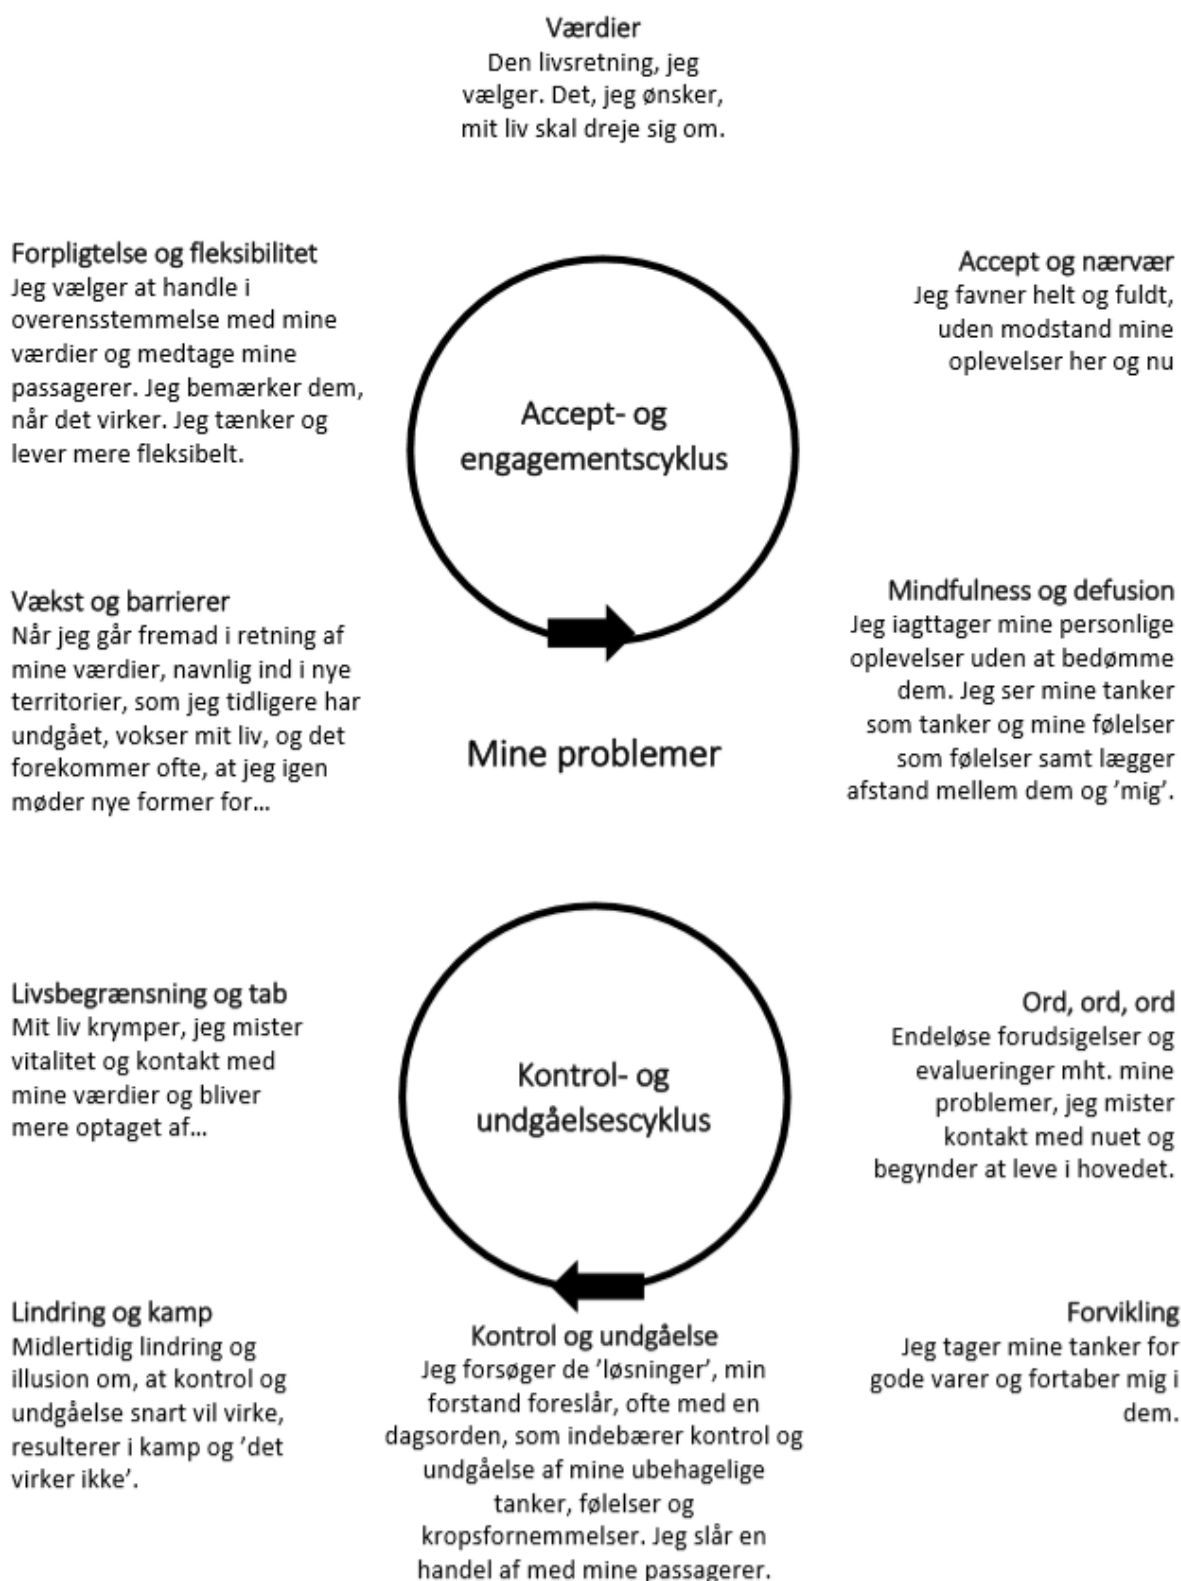 Værdier
Den livsretning, jeg
vælger. Det, jeg ønsker,
mit liv skal dreje sig om.
Forpligtelse og fleksibilitet
Jeg vælger at handle i
overensstemmelse med mine
værdier og medtage mine
passagerer. Jeg bemærker dem,
når det virker. Jeg tænker og
lever mere fleksibelt.
Accept- og
engagementscyklus
Accept og nærvær
Jeg favner helt og fuldt,
uden modstand mine
oplevelser her og nu
Vækst og barrierer
Når jeg går fremad i retning af
mine værdier, navnlig ind i nye
territorier, som jeg tidligere har
undgået, vokser mit liv, og det
forekommer ofte, at jeg igen
møder nye former for...
Mine problemer
Mindfulness og defusion
Jeg iagttager mine personlige
oplevelser uden at bedømme
dem. Jeg ser mine tanker
som tanker og mine følelser
som følelser samt lægger
afstand mellem dem og ’mig’.
Livsbegrænsning og tab
Mit liv krymper, jeg mister
vitalitet og kontakt med
mine værdier og bliver
mere optaget af...
Kontrol- og
undgåelsescyklus
Ord, ord, ord
Endeløse forudsigelser og
evalueringer mht. mine
problemer, jeg mister
kontakt med nuet og
begynder at leve i hovedet.
Lindring og kamp
Midlertidig lindring og
illusion om, at kontrol og
undgåelse snart vil virke,
resulterer i kamp og ’det
virker ikke’.
Kontrol og undgåelse
Jeg forsøger de ’løsninger’, min
forstand foreslår, ofte med en
dagsorden, som indebærer kontrol og
undgåelse af mine ubehagelige
tanker, følelser og
kropsfornemmelser. Jeg slår en
handel af med mine passagerer.
Forvikling
Jeg tager mine tanker for
gode varer og fortaber mig i
dem.